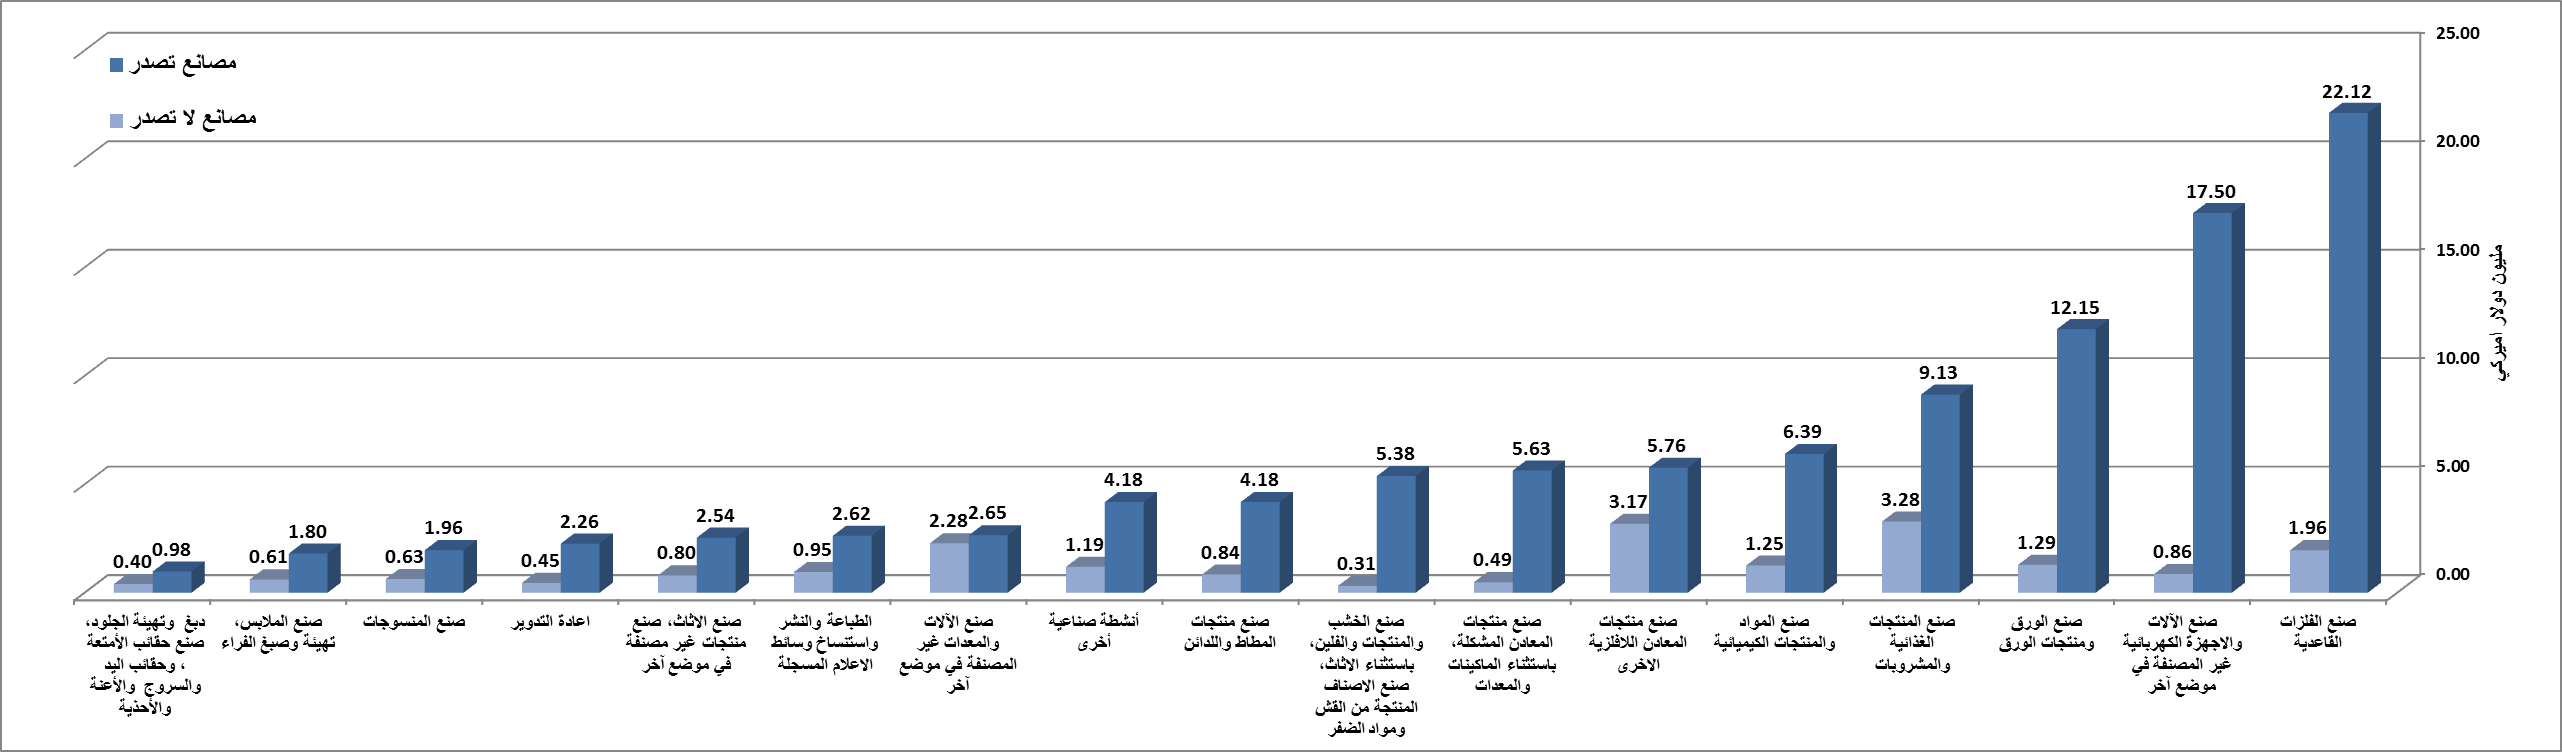 مصانع تصدر
مصانع لا تصدر
25.00
20.00
15.00
10.00
5.00
0.00
مليون دولار اميركي
22.12
1.96
17.50
0.86
12.15
1.29
9.13
3.28
6.39
1.25
5.76
3.17
5.63
0.49
5.38
0.31
4.18
0.84
4.18
1.19
2.65
2.28
2.62
0.95
2.54
0.80
2.26
0.45
1.96
0.63
1.80
0.61
0.98
0.40
صنع الفلزات
القاعدية
صنع الآلات
والاجهزة الكهربائية
غير المصنفة في
موضع آخر
صنع الورق
ومنتجات الورق
صنع المنتجات
الغذائية
والمشروبات
صنع المواد
والمنتجات الكيميائية
صنع منتجات
المعادن اللافلزية
الاخرى
صنع منتجات
المعادن المشكلة،
باستثناء الماكينات
والمعدات
صنع الخشب
والمنتجات والفلين،
باستثناء الاثاث،
صنع الاصناف
المنتجة من القش
ومواد الضفر
صنع منتجات
المطاط واللدائن
أنشطة صناعية
أخرى
صنع الآلات
والمعدات غير
المصنفة في موضع
آخر
الطباعة والنشر
واستنساخ وسائط
الاعلام المسجلة
صنع الاثاث، صنع
منتجات غير مصنفة
في موضع آخر
اعادة التدوير
صنع المنسوجات
صنع الملابس،
تهيئة وصبغ الفراء
دبغ وتهيئة الجلود،
صنع حقائب الأمتعة
، وحقائب اليد
والسروج والأعنة
والأحذية